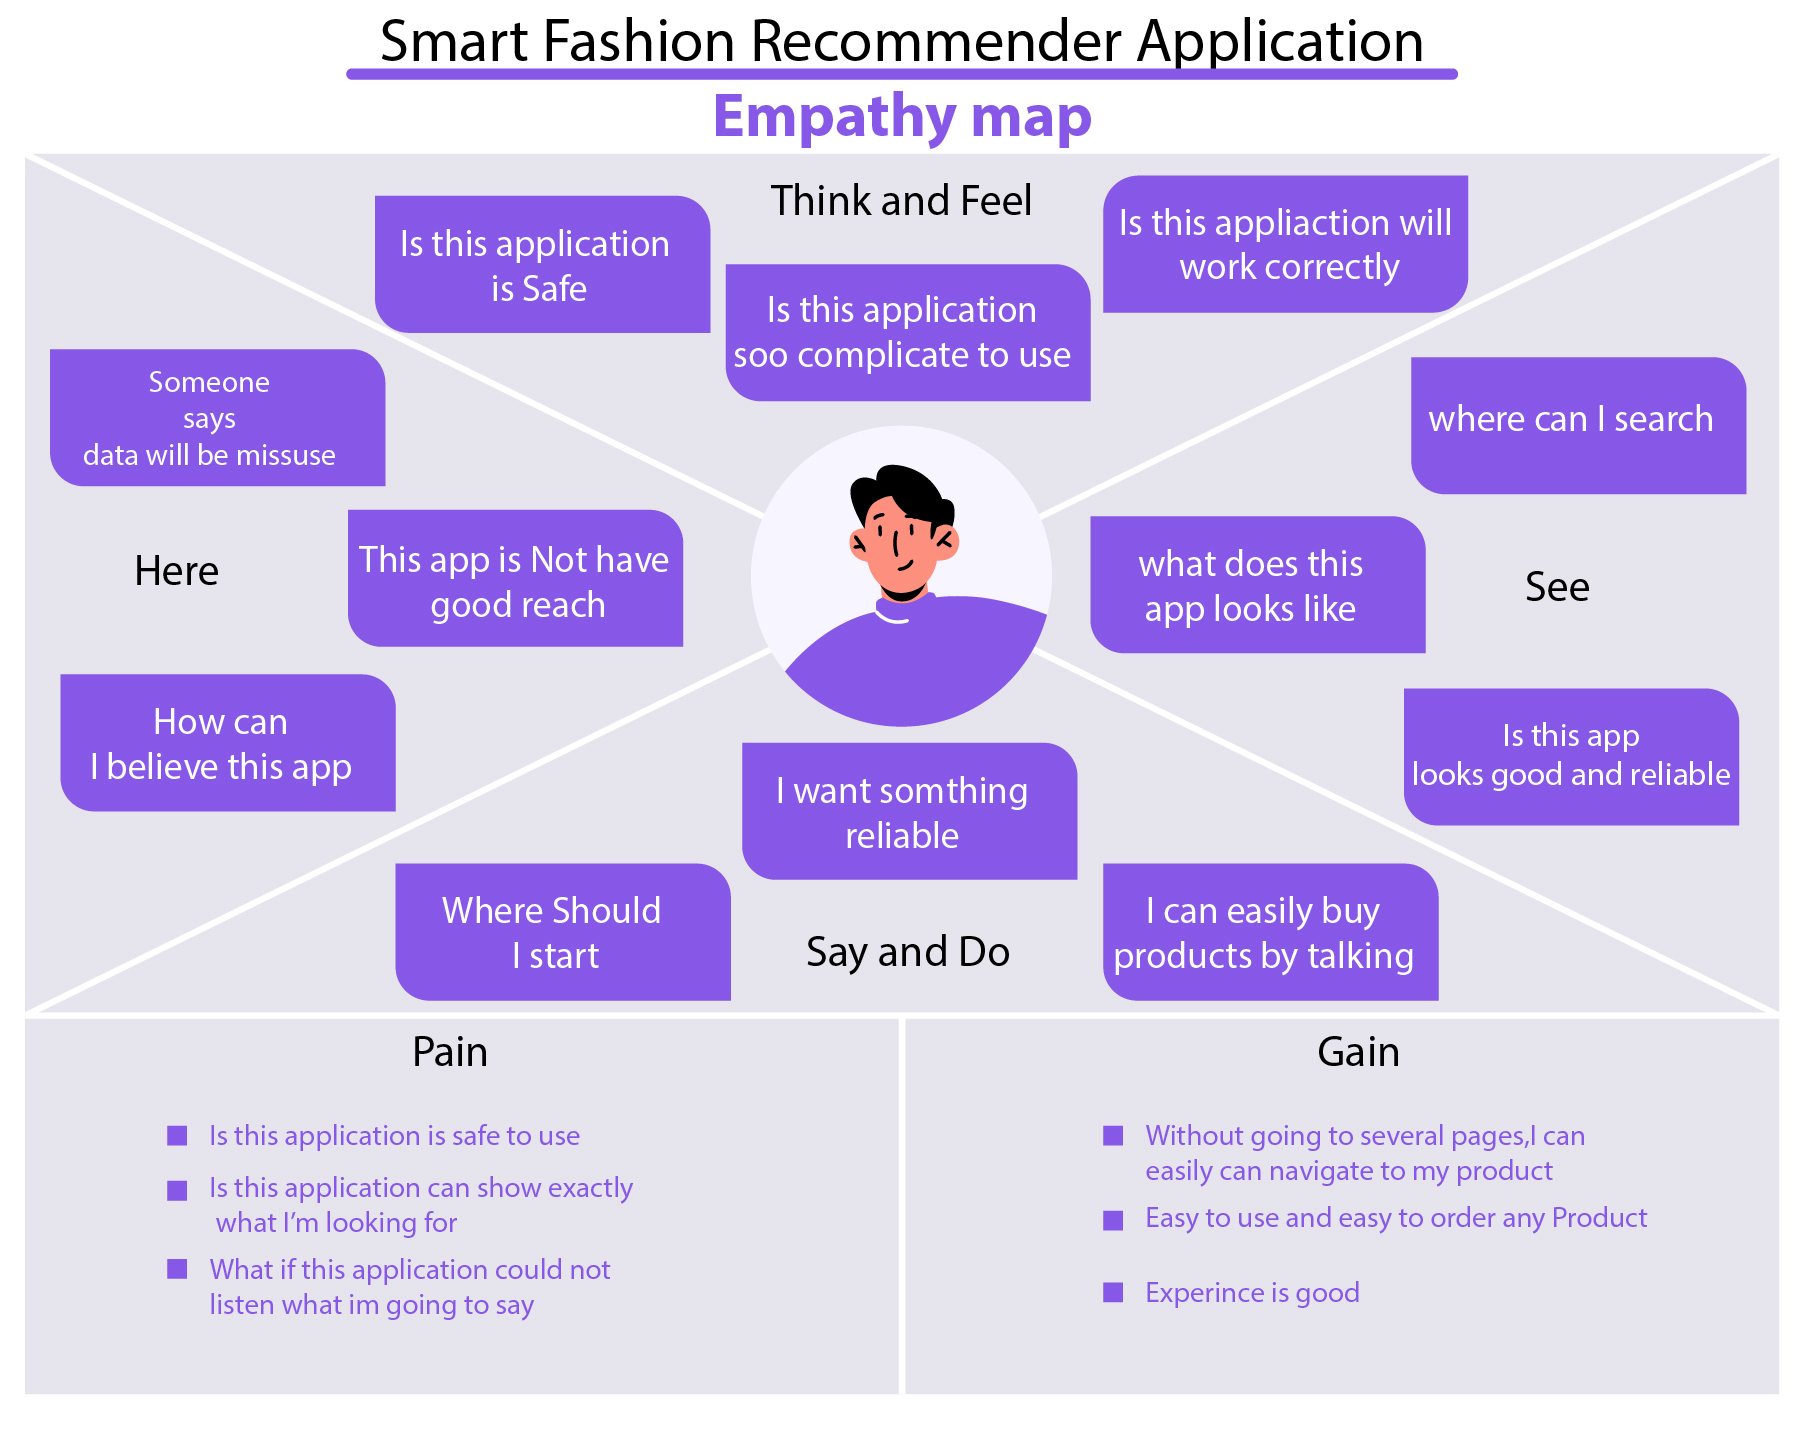 Smart Fashion Recommender Application
Empathy map
Think and Feel
Is this application
is Safe
Is this application
soo complicate to use
Is this appliaction will
work correctly
Someone
says
data will be missuse
Here
This app is Not have
good reach
How can
I believe this app
where can I search
what does this
app looks like
See
Is this app
looks good and reliable
I want somthing
reliable
Where Should
I start
Say and Do
I can easily buy
products by talking
Pain
Is this application is safe to use
Is this application can show exactly
what I’m looking for
What if this application could not
listen what im going to say
Gain
Without going to several pages,I can
easily can navigate to my product
Easy to use and easy to order any Product
Experince is good